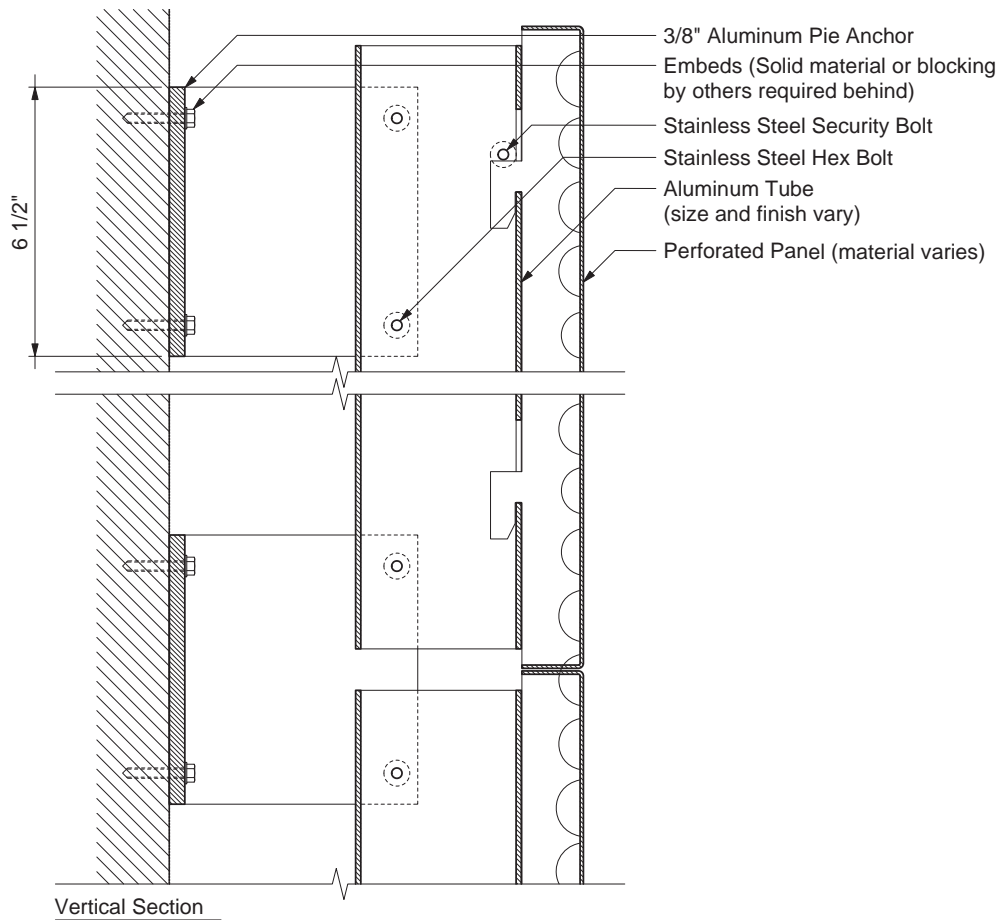 3/8" Aluminum Pie Anchor
Embeds (Solid material or blocking
by others required behind)
Stainless Steel Security Bolt
Stainless Steel Hex Bolt
Aluminum Tube
(size and finish vary)
Perforated Panel (material varies)
6 1/2"
Vertical Section